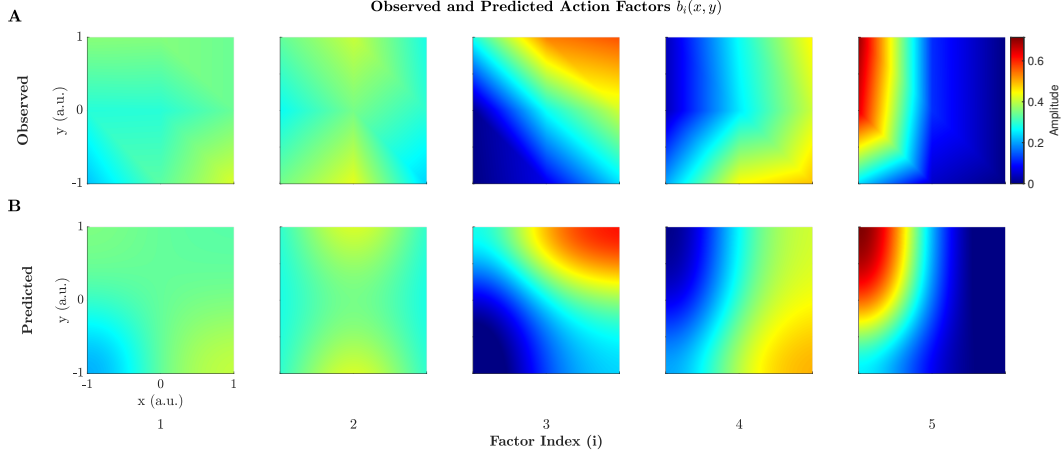 Observed and Predicted Action Factors b_i(x, y)
A
Observed
y (a.u.)
1
0
-1
0.6
0.4
0.2
0
Amplitude
B
Predicted
y (a.u.)
1
0
-1
-1 0 1
x (a.u.)
1 2 3 4 5
Factor Index (i)